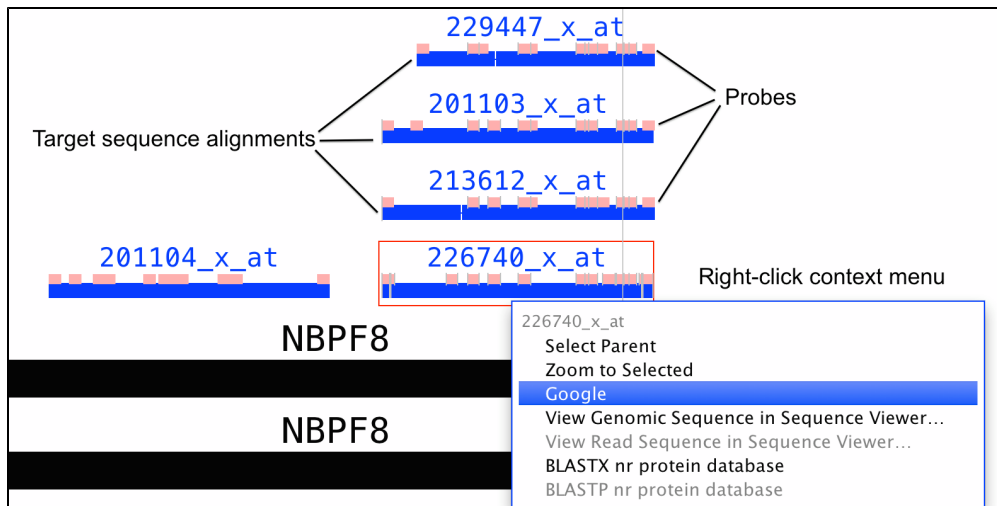 229447_x_at
Probes
201103_x_at
Target sequence alignments
213612_x_at
201104_x_at
226740_x_at
Right-click context menu
226740_x_at
Select Parent
Zoom to Selected
Google
View Genomic Sequence in Sequence Viewer...
View Read Sequence in Sequence Viewer...
BLASTX nr protein database
BLASTP nr protein database
NBPF8
NBPF8